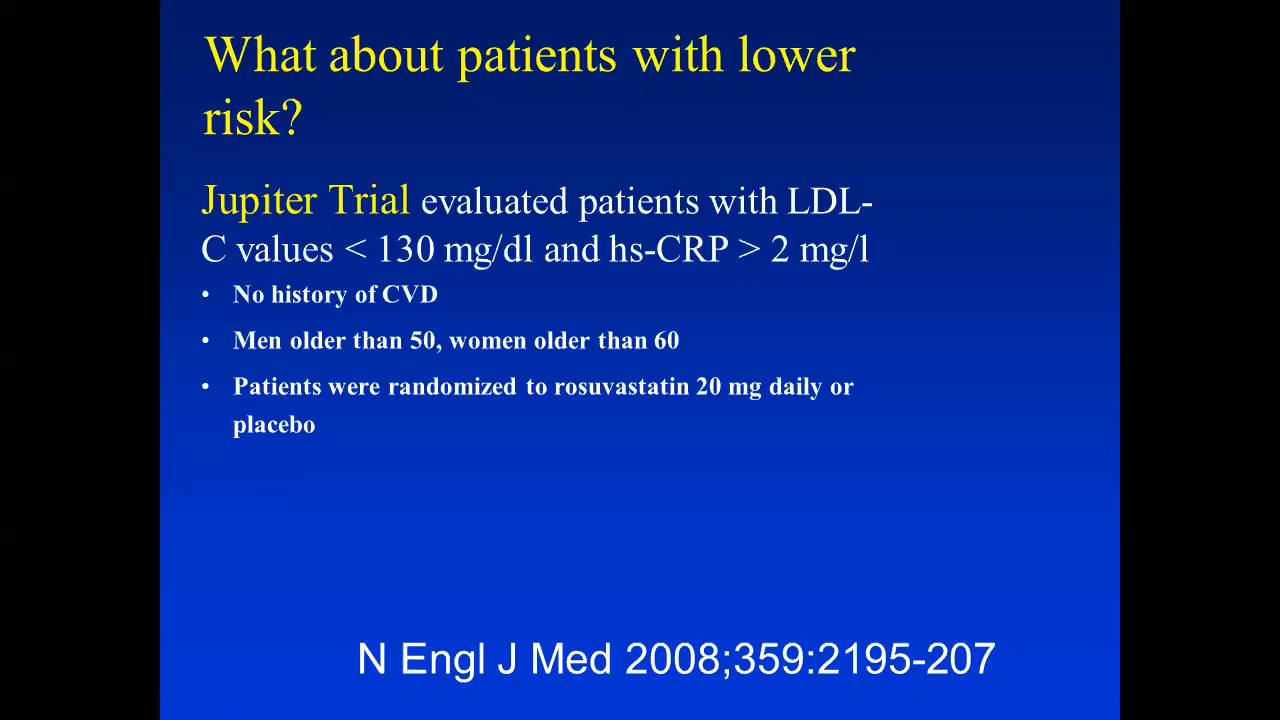 What about patients with lower
risk?
Jupiter Trial evaluated patients with LDL-
C values < 130 mg/dl and hs-CRP > 2 mg/l
• No history of CVD
• Men older than 50, women older than 60
• Patients were randomized to rosuvastatin 20 mg daily or
placebo
N Engl J Med 2008;359:2195-207